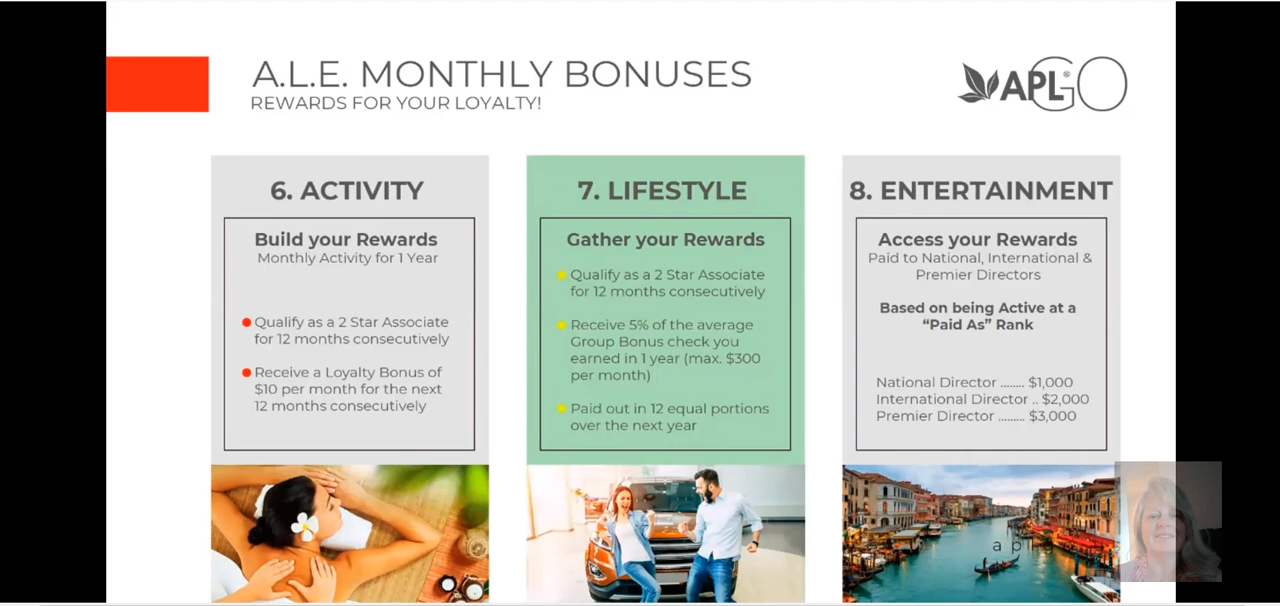 A.L.E. MONTHLY BONUSES
REWARDS FOR YOUR LOYALTY!
APL® GO
6. ACTIVITY
Build your Rewards
Monthly Activity for 1 Year
Qualify as a 2 Star Associate
for 12 months consecutively
Receive a Loyalty Bonus of
$10 per month for the next
12 months consecutively
7. LIFESTYLE
Gather your Rewards
Qualify as a 2 Star Associate
for 12 months consecutively
Receive 5% of the average
Group Bonus check you
earned in 1 year (max. $300
per month)
Paid out in 12 equal portions
over the next year
8. ENTERTAINMENT
Access your Rewards
Paid to National, International &
Premier Directors
Based on being Active at a
“Paid As” Rank
National Director ........ $1,000
International Director .. $2,000
Premier Director ......... $3,000